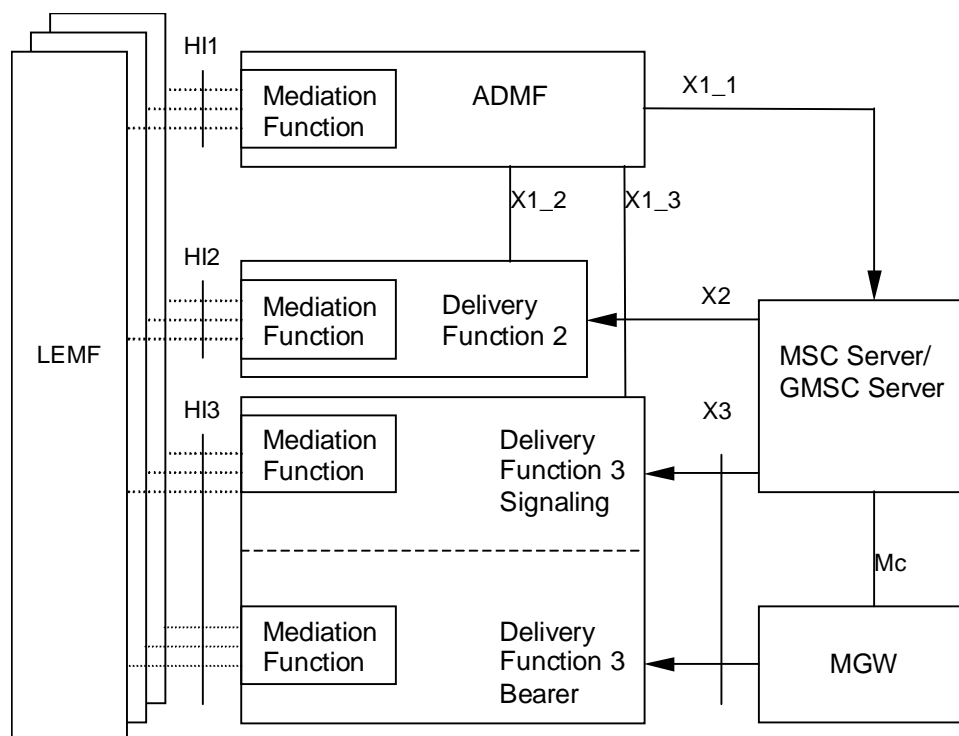 HI1
Mediation
Function
ADMF
X1_1
X1_2
X1_3
HI2
Mediation
Function
Delivery
Function 2
X2
LEMF
MSC Server/
GMSC Server
HI3
Mediation
Function
Delivery
Function 3
Signaling
X3
Mc
Mediation
Function
Delivery
Function 3
Bearer
MGW